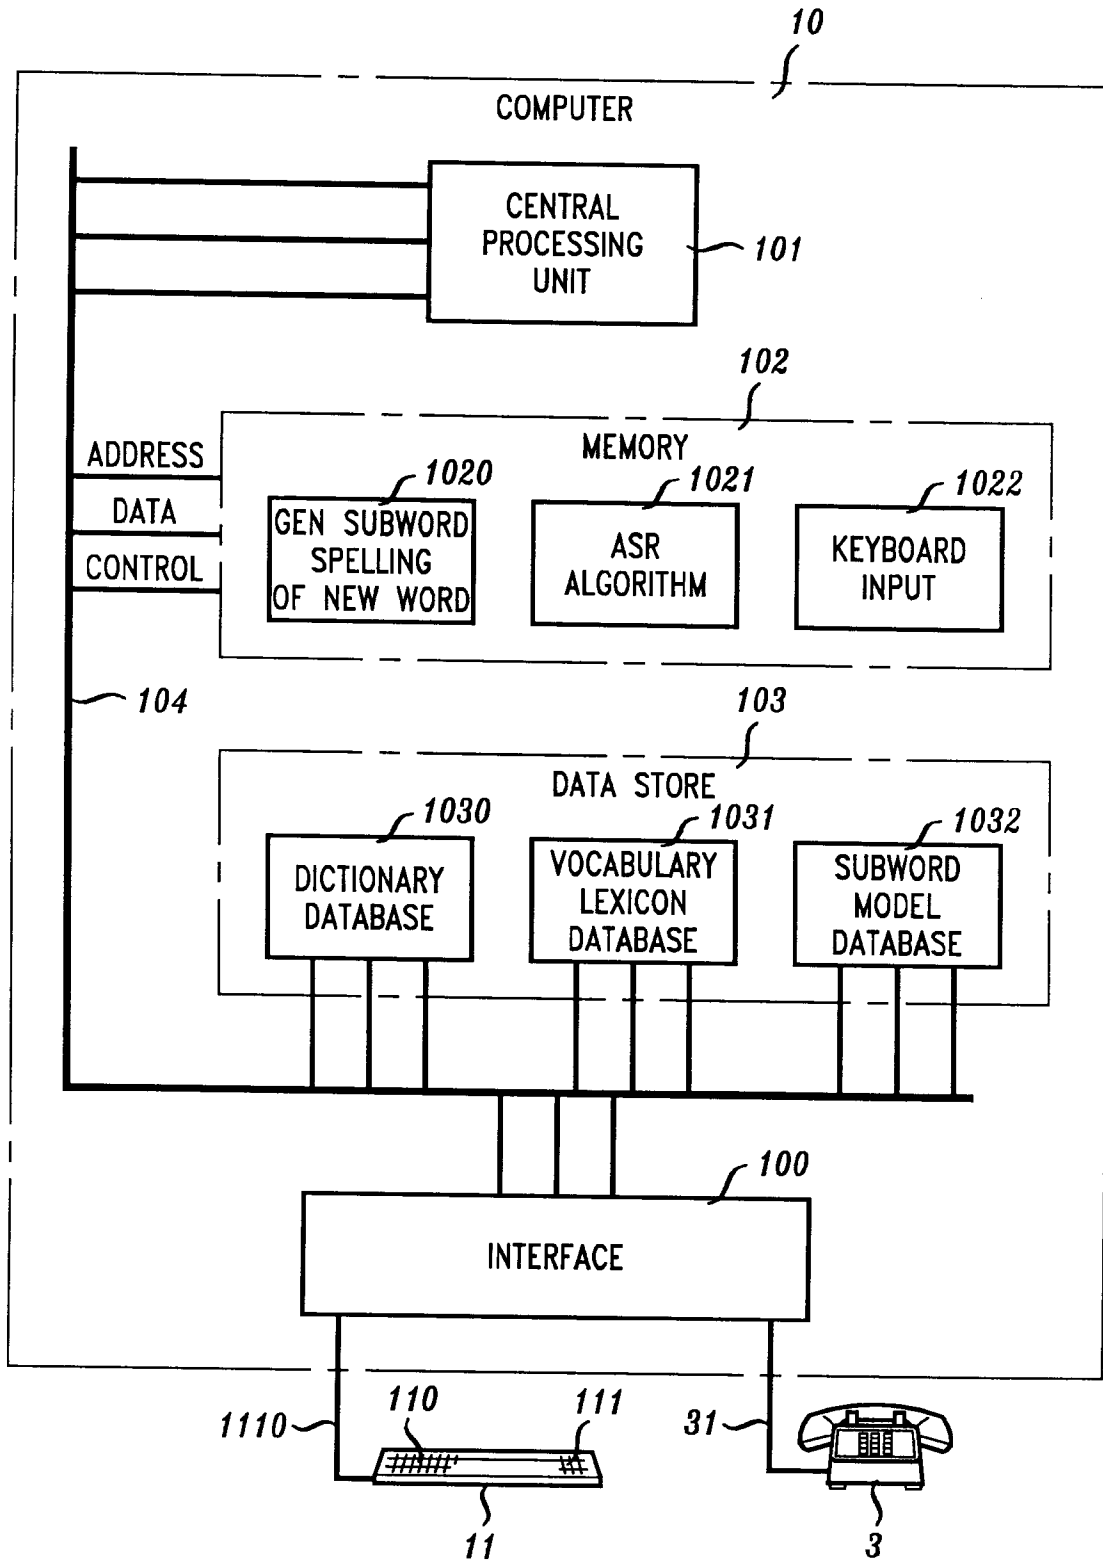 10
COMPUTER
CENTRAL
PROCESSING
UNIT
101
102
MEMORY
ADDRESS
DATA
CONTROL
1020
GEN SUBWORD
SPELLING
OF NEW WORD
1021
ASR
ALGORITHM
1022
KEYBOARD
INPUT
104
103
DATA STORE
1030
DICTIONARY
DATABASE
1031
VOCABULARY
LEXICON
DATABASE
1032
SUBWORD
MODEL
DATABASE
100
INTERFACE
1110
110
111
11
31
3